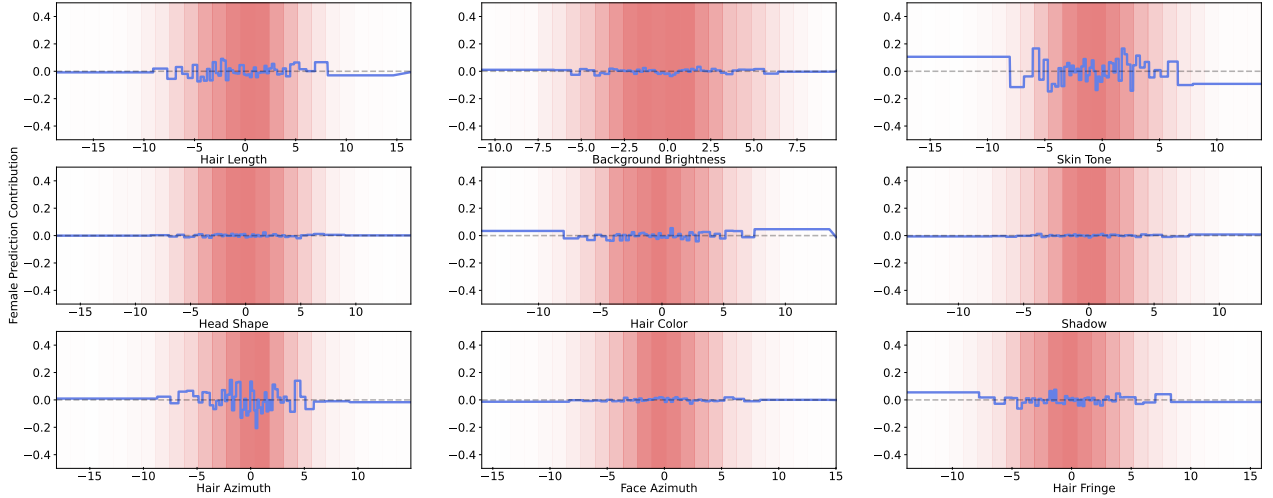 Female Prediction Contribution
0.4 0.2 0.0 −0.2 −0.4
−15 −10 −5 0 5 10 15
Hair Length
−10.0 −7.5 −5.0 −2.5 0.0 2.5 5.0 7.5
Background Brightness
0.4 0.2 0.0 −0.2 −0.4
−15 −10 −5 0 5 10
Skin Tone
0.4 0.2 0.0 −0.2 −0.4
−15 −10 −5 0 5 10
Head Shape
0.4 0.2 0.0 −0.2 −0.4
−10 −5 0 5 10
Hair Color
0.4 0.2 0.0 −0.2 −0.4
−10 −5 0 5 10
Shadow
0.4 0.2 0.0 −0.2 −0.4
−15 −10 −5 0 5 10
Hair Azimuth
0.4 0.2 0.0 −0.2 −0.4
−15 −10 −5 0 5 10 15
Face Azimuth
0.4 0.2 0.0 −0.2 −0.4
−10 −5 0 5 10 15
Hair Fringe
0.4 0.2 0.0 −0.2 −0.4